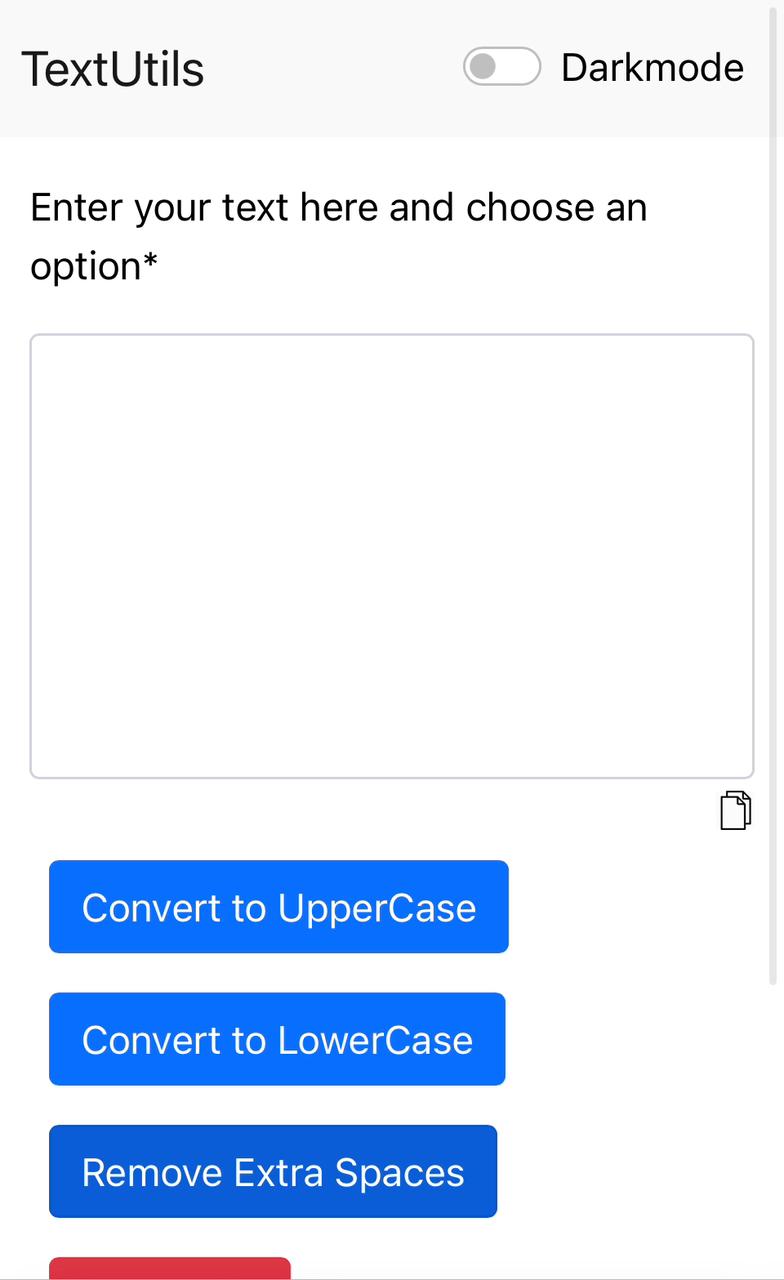 TextUtils
Darkmode
Enter your text here and choose an
option*
Convert to UpperCase
Convert to LowerCase
Remove Extra Spaces